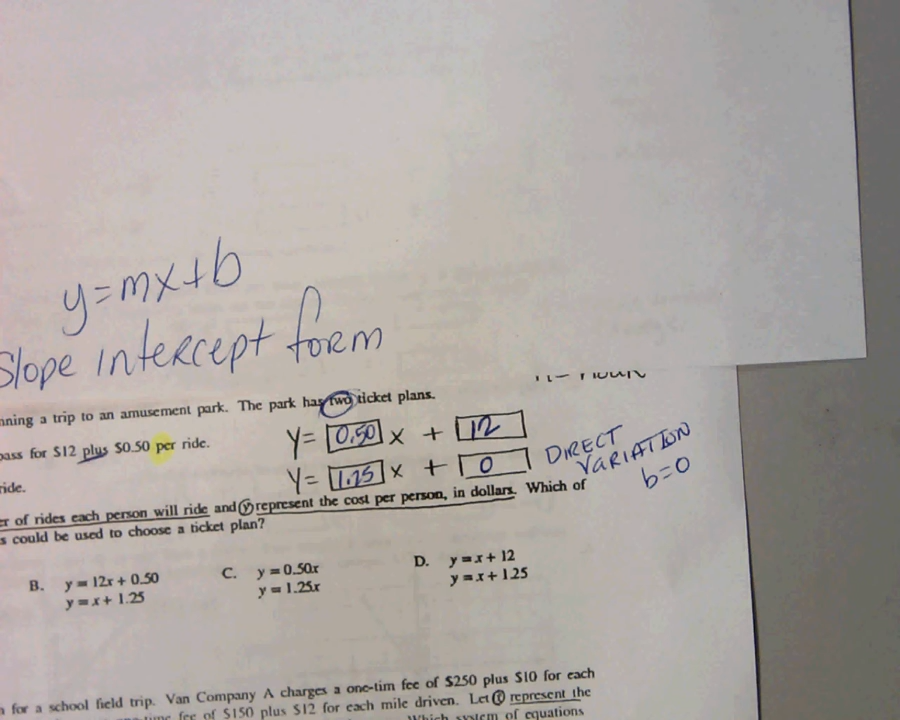 y=mx+b
Slope intercept form
a trip to an amusement park. The park has two ticket plans.
pass for $12 plus $0.50 per ride.
y= 0.50 x + 12
ride.
y= 1.25 x + 0
DIRECT VARIATION
b=0
of rides each person will ride and y represent the cost per person, in dollars. Which of
could be used to choose a ticket plan?
B. y = 12x + 0.50
y = x + 1.25
C. y = 0.50x
y = 1.25x
D. y = x + 12
y = x + 1.25
for a school field trip. Van Company A charges a one-tim fee of $250 plus $10 for each
fee of $150 plus $12 for each mile driven. Let represent the
Which system of equations